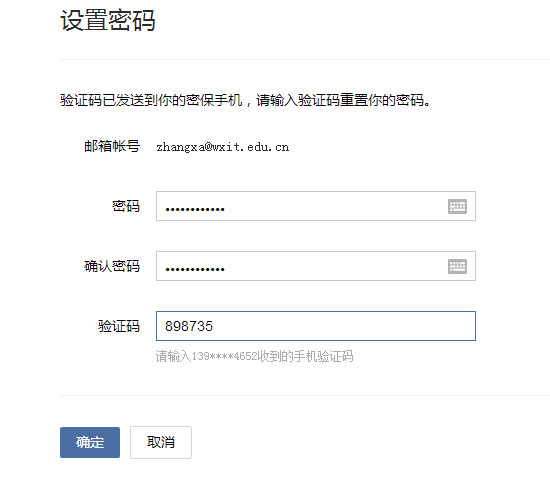 设置密码
验证码已发送到你的密保手机，请输入验证码重置你的密码。
邮箱帐号 zhangxa@wxit.edu.cn
密码 ••••••••••••
确认密码 ••••••••••••
验证码 898735
请输入139****4652收到的手机验证码
确定 取消